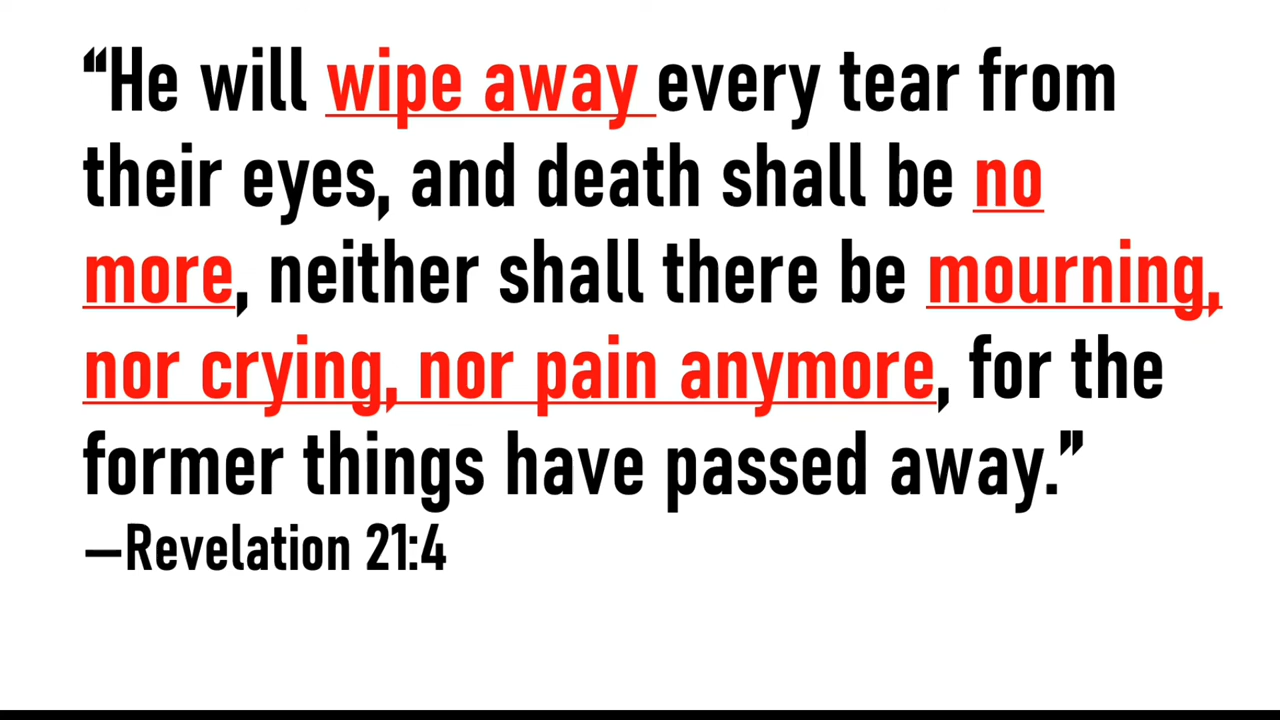 “He will wipe away every tear from
their eyes, and death shall be no
more, neither shall there be mourning,
nor crying, nor pain anymore, for the
former things have passed away.”
—Revelation 21:4